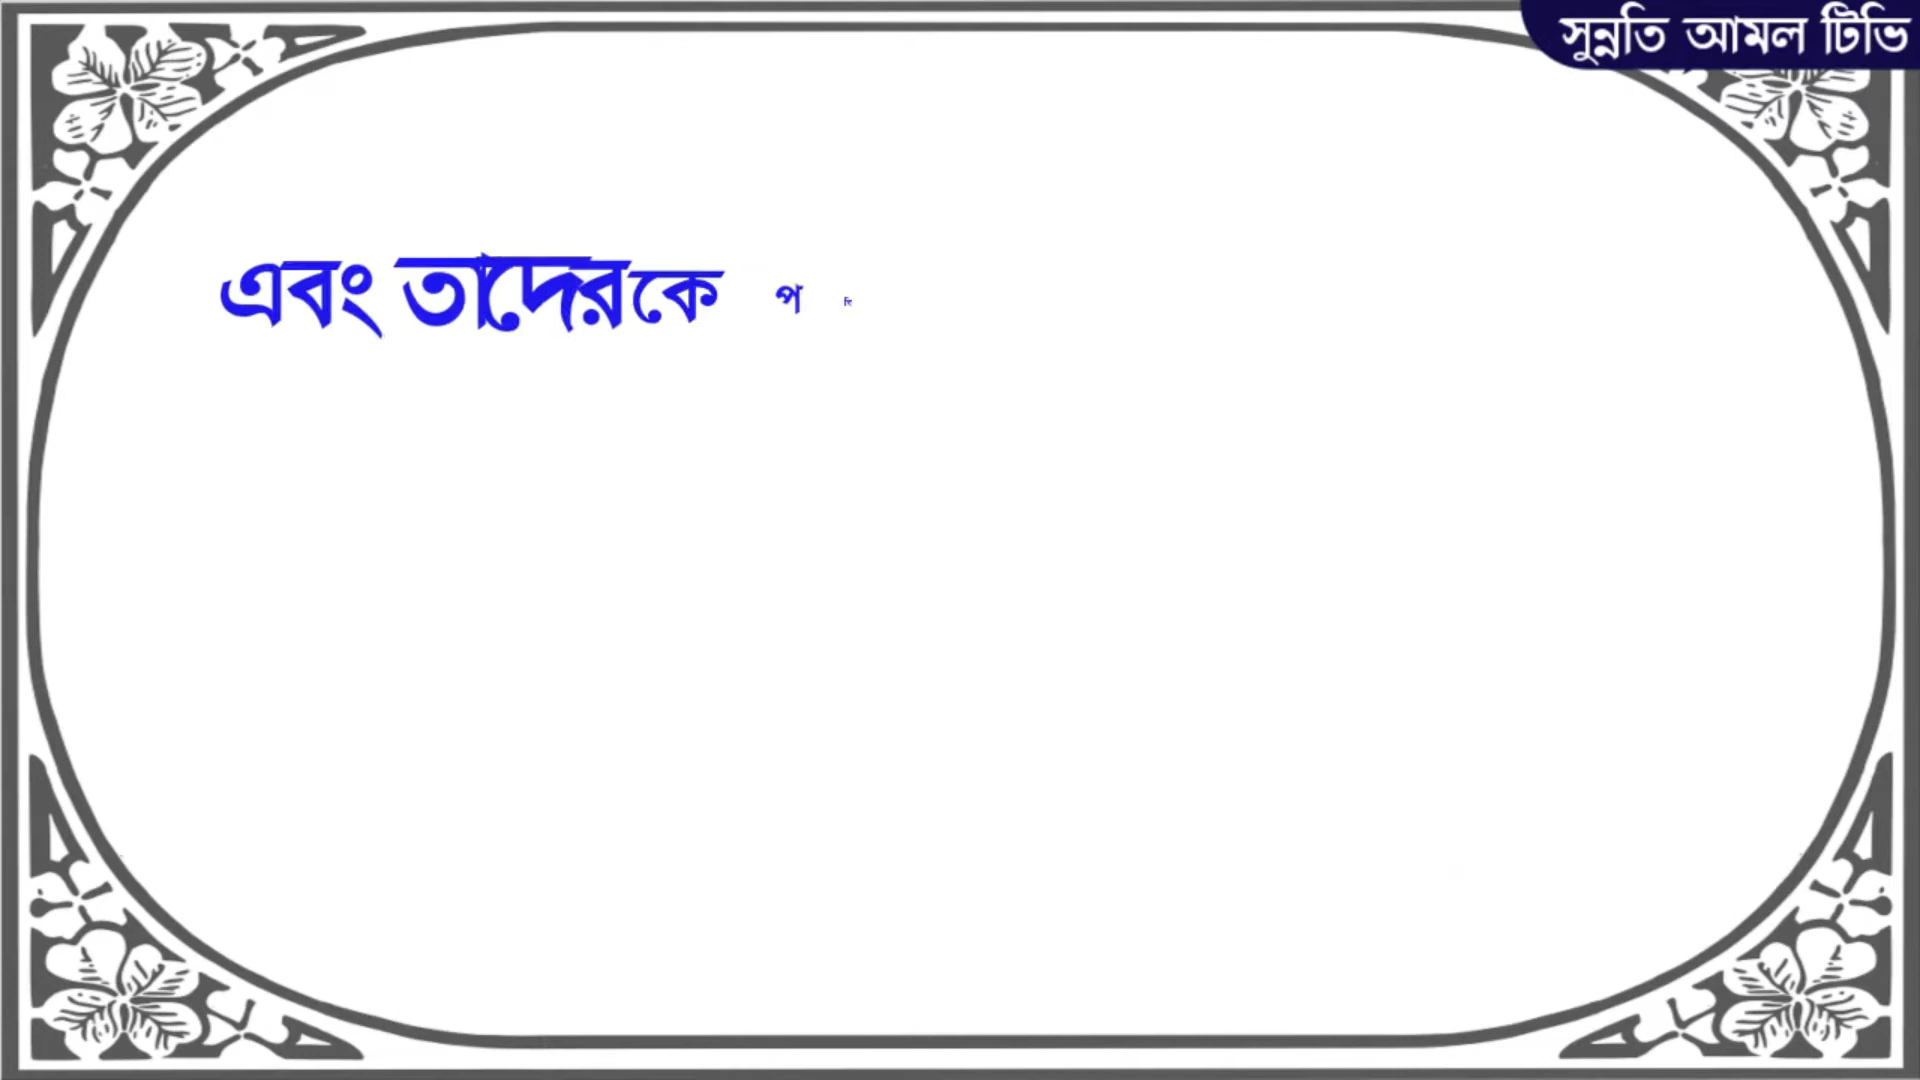 সুন্নতি আমল টিভি
এবং তাদেরকে প